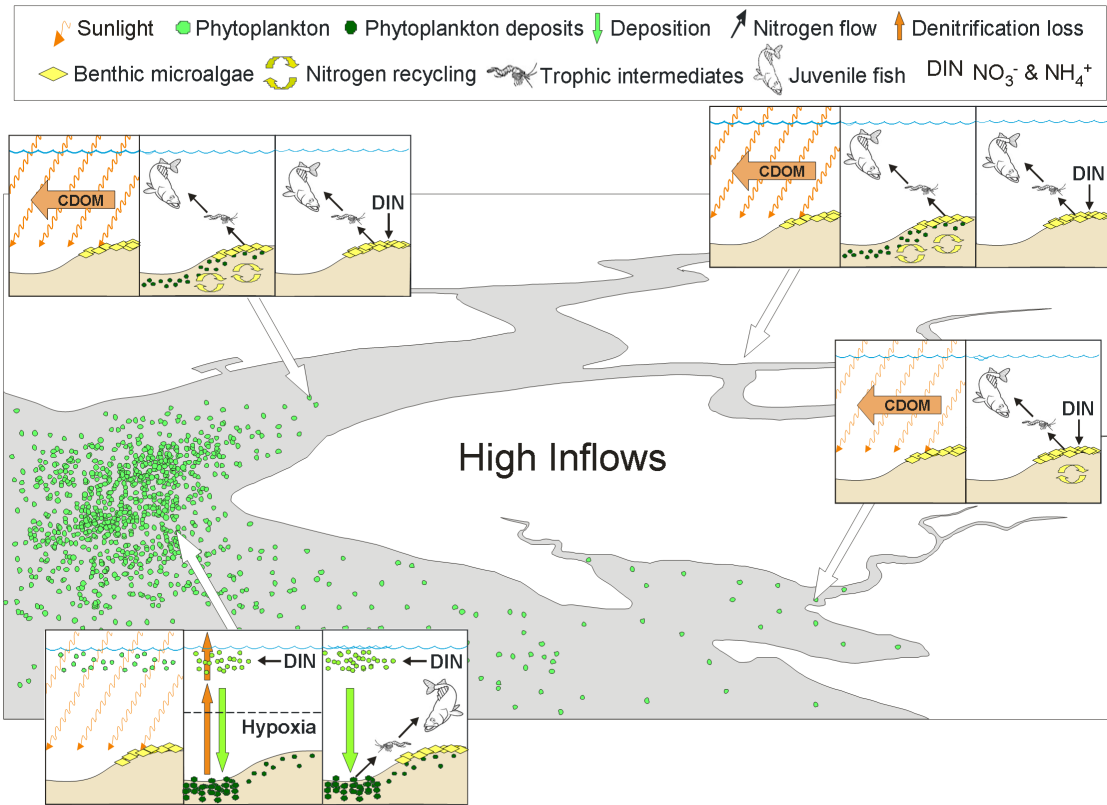 Sunlight Phytoplankton Phytoplankton deposits Deposition Nitrogen flow Denitrification loss
Benthic microalgae Nitrogen recycling Trophic intermediates Juvenile fish DIN NO₃⁻ & NH₄⁺
CDOM
DIN
CDOM
DIN
CDOM
DIN
High Inflows
DIN
DIN
Hypoxia